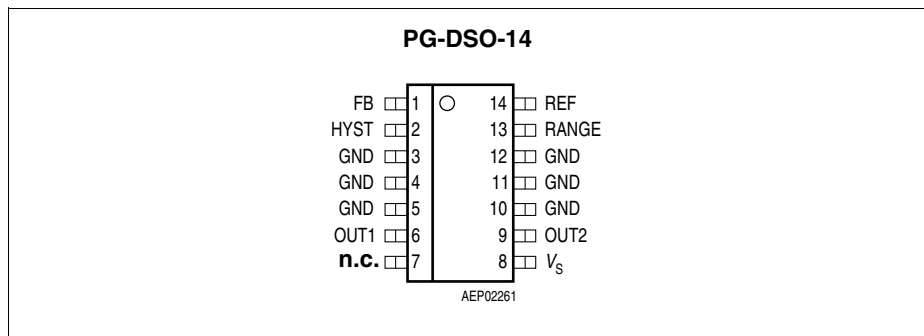 PG-DSO-14
FB 1 14 REF
HYST 2 13 RANGE
GND 3 12 GND
GND 4 11 GND
GND 5 10 GND
OUT1 6 9 OUT2
n.c. 7 8 VS
AEP02261